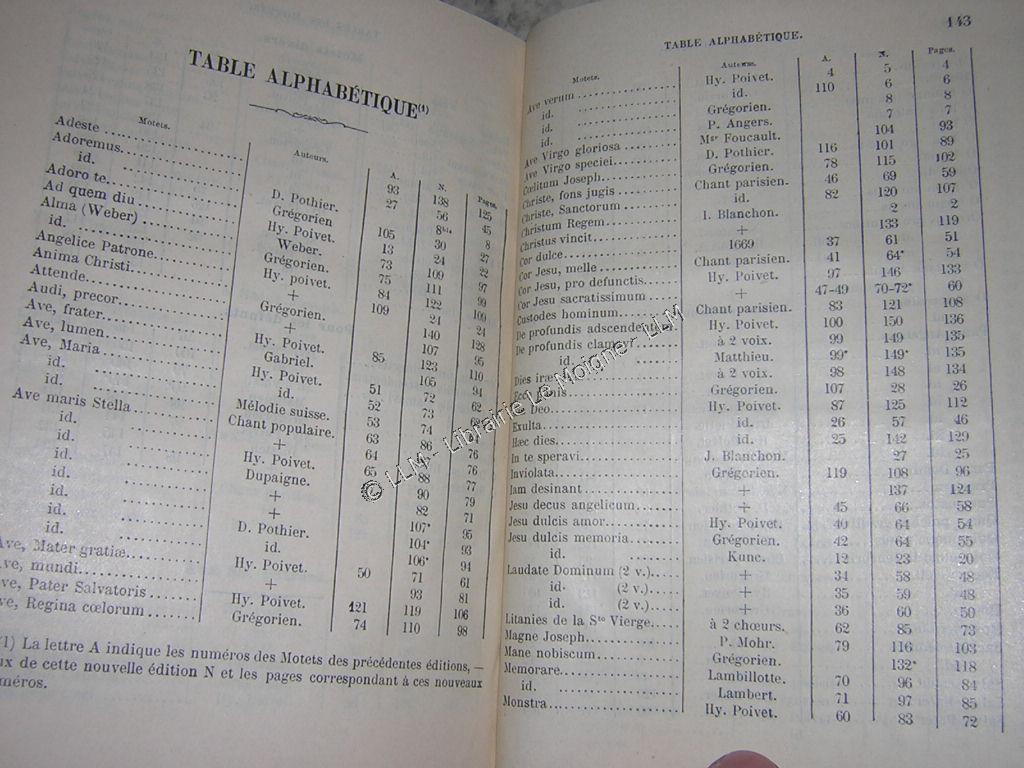 TABLE ALPHABÉTIQUE(1)
Motets.
Adeste
Adoremus.
id.
Adoro te
Ad quem diu
Alma (Weber)
id.
Angelice Patrone
Anima Christi
Attende
Audi, precor
Ave, frater
Ave, lumen
Ave, Maria
id.
id.
Ave maris Stella
id.
id.
id.
id.
id.
id.
id.
Ave, Mater gratiæ
ve, mundi
ve, Pater Salvatoris
ve, Regina cœlorum
Auteurs.
D. Pothier.
Grégorien
Hy. Poivet.
Weber.
Grégorien.
Hy. poivet.
+
Grégorien.
+
Hy. Poivet.
Gabriel.
Hy. Poivet.
id.
Mélodie suisse.
Chant populaire.
+
Hy. Poivet.
Dupaigne.
+
+
D. Pothier.
id.
Hy. Poivet.
+
Hy. Poivet.
Grégorien.
A.
93
27
105
13
73
75
84
109
85
51
52
53
63
64
65
50
121
74
N.
138
56
8bis
30
24
109
111
122
24
140
107
123
105
72
73
74
86
88
90
82
107*
104*
106*
71
93
119
110
Pages.
125
45
8
27
22
97
99
109
24
128
95
110
94
62
76
76
77
79
71
95
93
94
61
81
106
98
(1) La lettre A indique les numéros des Motets des précédentes éditions, —
ux de cette nouvelle édition N et les pages correspondant à ces nouveaux
méros.
TABLE ALPHABÉTIQUE.
143
Motets.
Ave verum
id.
id.
id.
Ave Virgo gloriosa
Ave Virgo speciei.
Cœlitum Joseph.
Christe, fons jugis
Christe, Sanctorum
Christum Regem
Christus vincit.
Cor dulce
Cor Jesu, melle
Cor Jesu, pro defunctis.
Cor Jesu sacratissimum
Custodes hominum
De profundis adscendens
De profundis clama
id.
Dies iræ
Ecce
Ego beo
Exulta
Hæc dies.
In te speravi
Inviolata
Jam desinant
Jesu decus angelicum
Jesu dulcis amor.
Jesu dulcis memoria
id.
Laudate Dominum (2 v.)
id. (2 v.)
id. (2 v.)
Litanies de la Ste Vierge.
Magne Joseph.
Mane nobiscum
Memorare.
id.
Monstra
Auteurs.
Hy. Poivet.
id.
Grégorien.
P. Angers.
Mgr Foucault.
D. Pothier.
Grégorien.
Chant parisien.
id.
I. Blanchon.
+
1669
Chant parisien.
Hy. Poivet.
+
Chant parisien.
Hy. Poivet.
à 2 voix.
Matthieu.
à 2 voix.
Grégorien.
Hy. Poivet.
id.
id.
J. Blanchon.
Grégorien.
+
+
Hy. Poivet.
Grégorien.
Kunc.
+
+
+
à 2 chœurs.
P. Mohr.
Grégorien.
Lambillotte.
Lambert.
Hy. Poivet.
A.
4
110
116
78
46
82
37
41
97
47-49
83
100
99
99*
98
107
87
26
25
119
45
40
42
12
34
35
36
62
79
70
71
60
N.
5
6
8
7
104
101
115
69
120
2
133
61
64*
146
70-72*
121
150
149
149*
148
28
125
57
142
27
108
137
66
64
64
23
58
59
60
85
116
132*
96
97
83
Pages.
4
6
8
7
93
89
102
59
107
2
119
51
54
133
60
108
136
135
135
134
26
112
46
129
25
96
124
58
54
55
20
48
48
50
73
103
118
84
85
72
© LLM - Librairie Le Moigner LLM